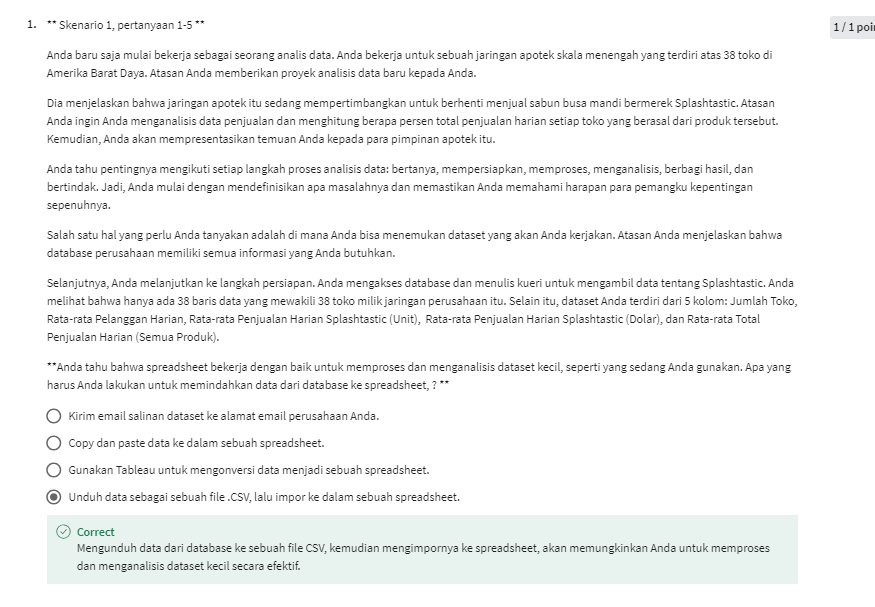 1. ** Skenario 1, pertanyaan 1-5 **
1 / 1 poi
Anda baru saja mulai bekerja sebagai seorang analis data. Anda bekerja untuk sebuah jaringan apotek skala menengah yang terdiri atas 38 toko di
Amerika Barat Daya. Atasan Anda memberikan proyek analisis data baru kepada Anda.
Dia menjelaskan bahwa jaringan apotek itu sedang mempertimbangkan untuk berhenti menjual sabun busa mandi bermerek Splashtastic. Atasan
Anda ingin Anda menganalisis data penjualan dan menghitung berapa persen total penjualan harian setiap toko yang berasal dari produk tersebut.
Kemudian, Anda akan mempresentasikan temuan Anda kepada para pimpinan apotek itu.
Anda tahu pentingnya mengikuti setiap langkah proses analisis data: bertanya, mempersiapkan, memproses, menganalisis, berbagi hasil, dan
bertindak. Jadi, Anda mulai dengan mendefinisikan apa masalahnya dan memastikan Anda memahami harapan para pemangku kepentingan
sepenuhnya.
Salah satu hal yang perlu Anda tanyakan adalah di mana Anda bisa menemukan dataset yang akan Anda kerjakan. Atasan Anda menjelaskan bahwa
database perusahaan memiliki semua informasi yang Anda butuhkan.
Selanjutnya, Anda melanjutkan ke langkah persiapan. Anda mengakses database dan menulis kueri untuk mengambil data tentang Splashtastic. Anda
melihat bahwa hanya ada 38 baris data yang mewakili 38 toko milik jaringan perusahaan itu. Selain itu, dataset Anda terdiri dari 5 kolom: Jumlah Toko,
Rata-rata Pelanggan Harian, Rata-rata Penjualan Harian Splashtastic (Unit), Rata-rata Penjualan Harian Splashtastic (Dolar), dan Rata-rata Total
Penjualan Harian (Semua Produk).
**Anda tahu bahwa spreadsheet bekerja dengan baik untuk memproses dan menganalisis dataset kecil, seperti yang sedang Anda gunakan. Apa yang
harus Anda lakukan untuk memindahkan data dari database ke spreadsheet, ? **
Kirim email salinan dataset ke alamat email perusahaan Anda.
Copy dan paste data ke dalam sebuah spreadsheet.
Gunakan Tableau untuk mengonversi data menjadi sebuah spreadsheet.
Unduh data sebagai sebuah file .CSV, lalu impor ke dalam sebuah spreadsheet.
Correct
Mengunduh data dari database ke sebuah file CSV, kemudian mengimpornya ke spreadsheet, akan memungkinkan Anda untuk memproses
dan menganalisis dataset kecil secara efektif.